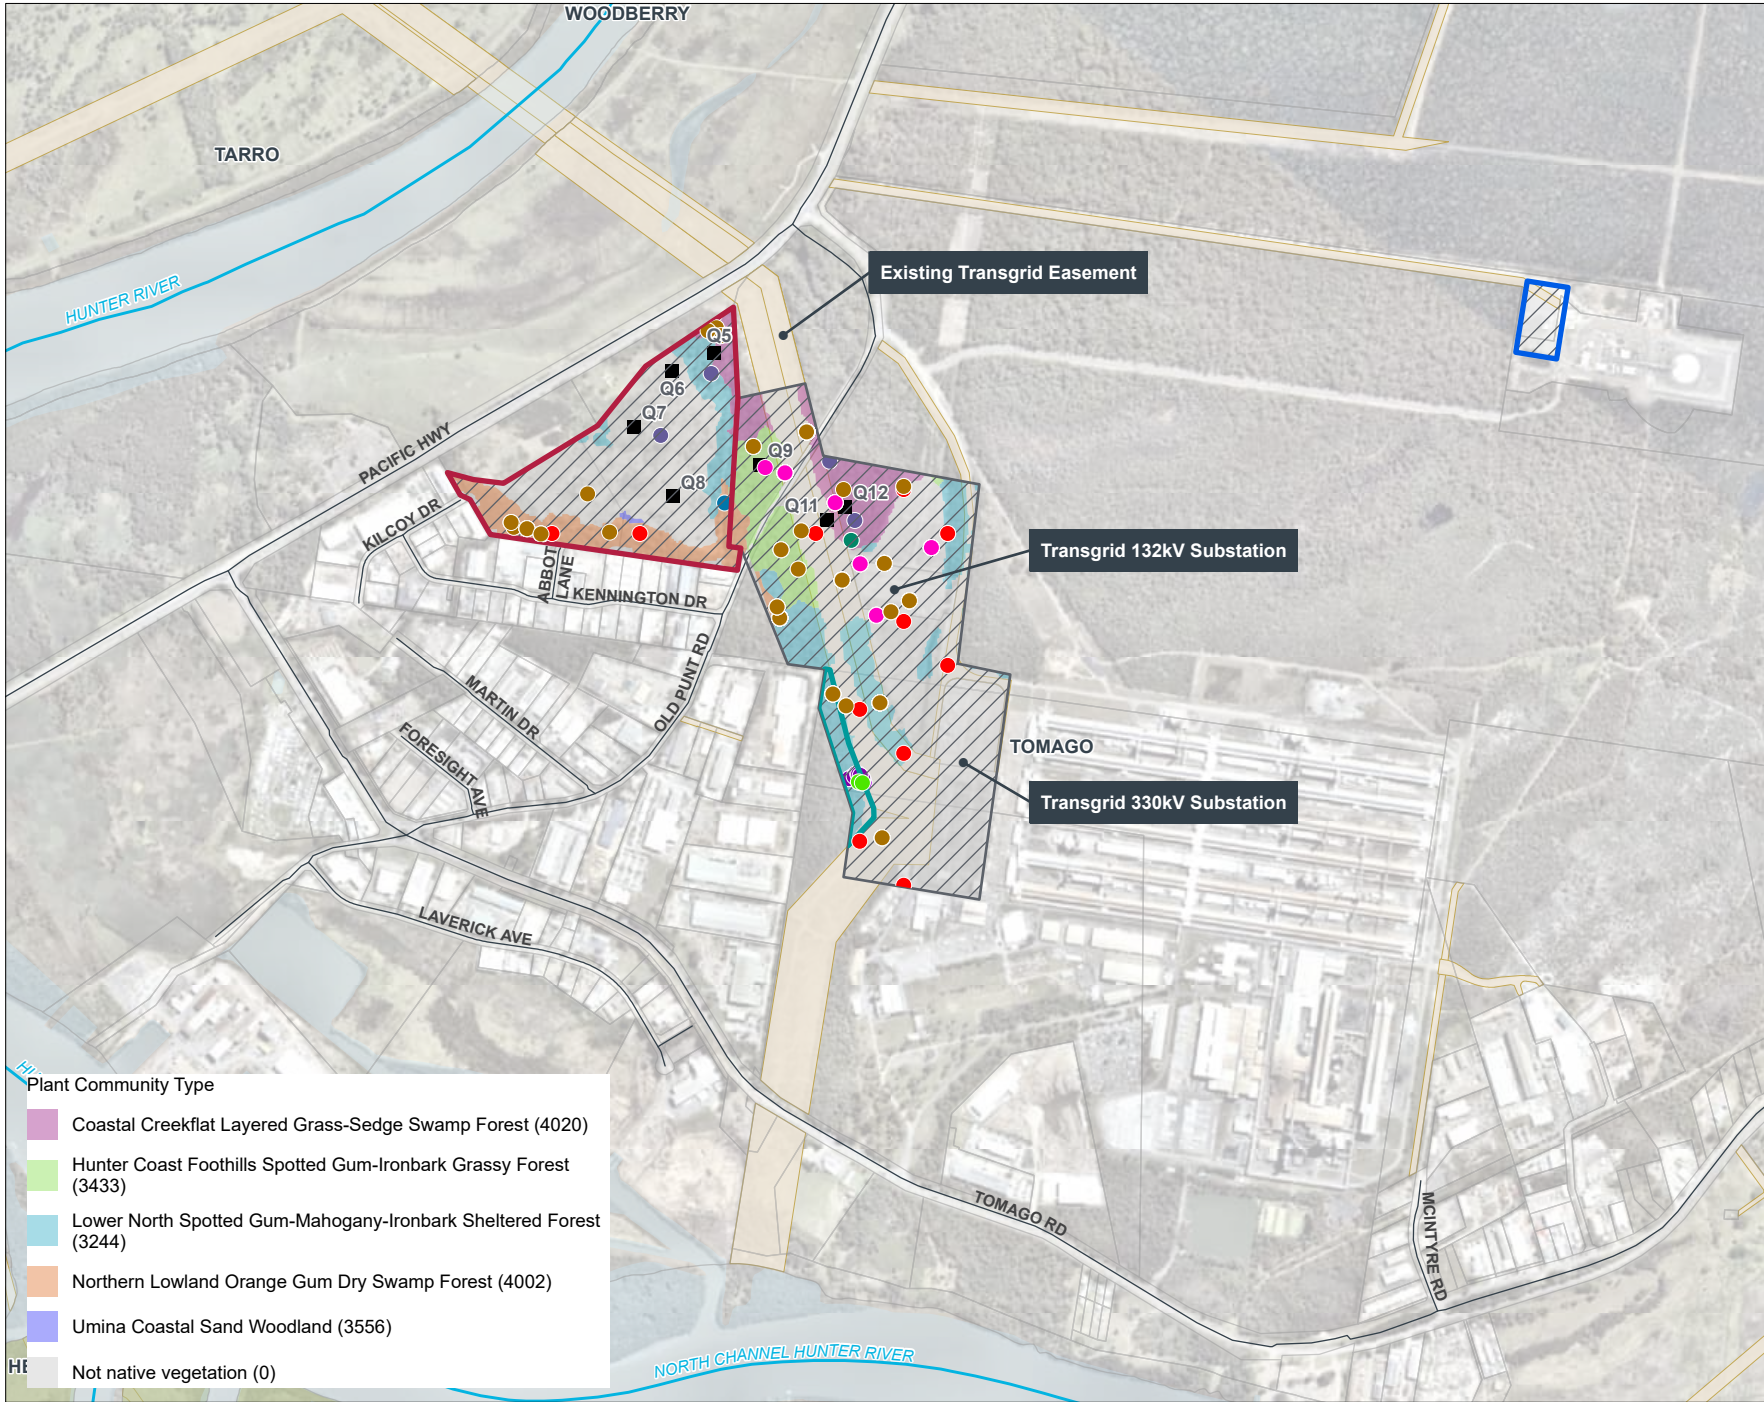 WOODBERRY
TARRO
HUNTER RIVER
Existing Transgrid Easement
Q5
Q6
Q7
PACIFIC HWY
Q9
Q8
Q12
Q11
KILCOY DR
Transgrid 132kV Substation
ABBOT
LANE
KENNINGTON DR
OLD PUNT RD
MARTIN DR
FORESIGHT AVE
TOMAGO
Transgrid 330kV Substation
LAVERICK AVE
TOMAGO RD
MCINTYRE RD
NORTH CHANNEL HUNTER RIVER
Plant Community Type
Coastal Creekflat Layered Grass-Sedge Swamp Forest (4020)
Hunter Coast Foothills Spotted Gum-Ironbark Grassy Forest
(3433)
Lower North Spotted Gum-Mahogany-Ironbark Sheltered Forest
(3244)
Northern Lowland Orange Gum Dry Swamp Forest (4002)
Umina Coastal Sand Woodland (3556)
Not native vegetation (0)